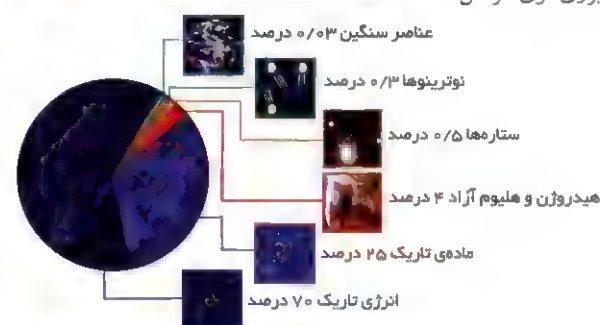 عناصر سنگین ۰/۰۳ درصد
نوترینوها ۰/۳ درصد
ستاره‌ها ۰/۵ درصد
هیدروژن و هلیوم آزاد ۴ درصد
ماده‌ی تاریک ۲۵ درصد
انرژی تاریک ۷۰ درصد